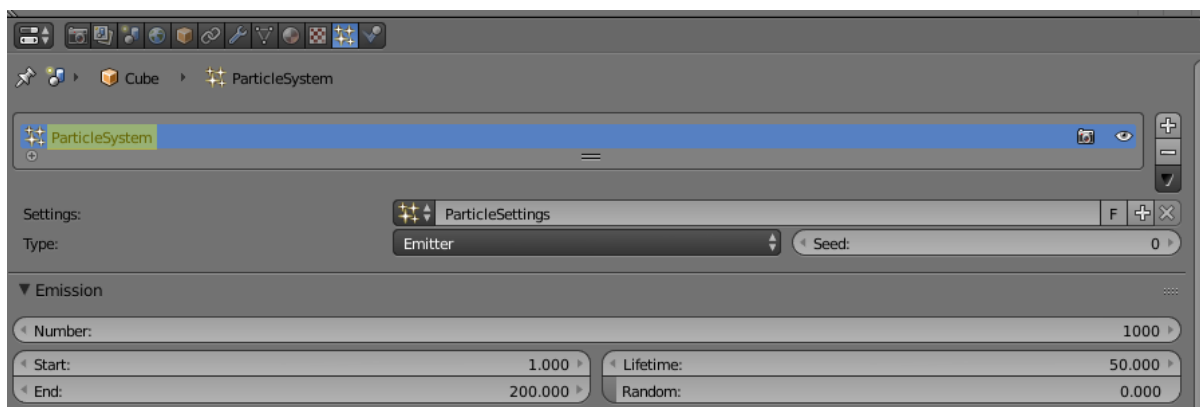 Cube ParticleSystem
ParticleSystem
Settings: ParticleSettings F
Type: Emitter Seed: 0
Emission
Number: 1000
Start: 1.000 Lifetime: 50.000
End: 200.000 Random: 0.000